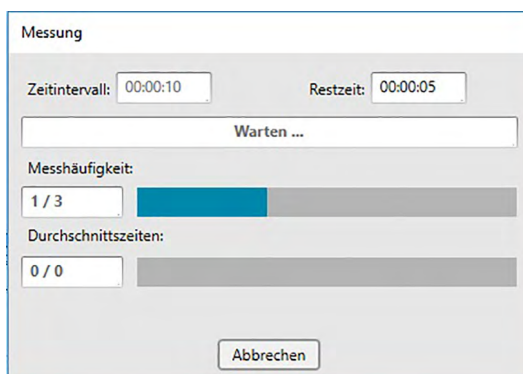 Messung
Zeitintervall: 00:00:10 Restzeit: 00:00:05
Warten ...
Messhäufigkeit:
1 / 3
Durchschnittszeiten:
0 / 0
Abbrechen